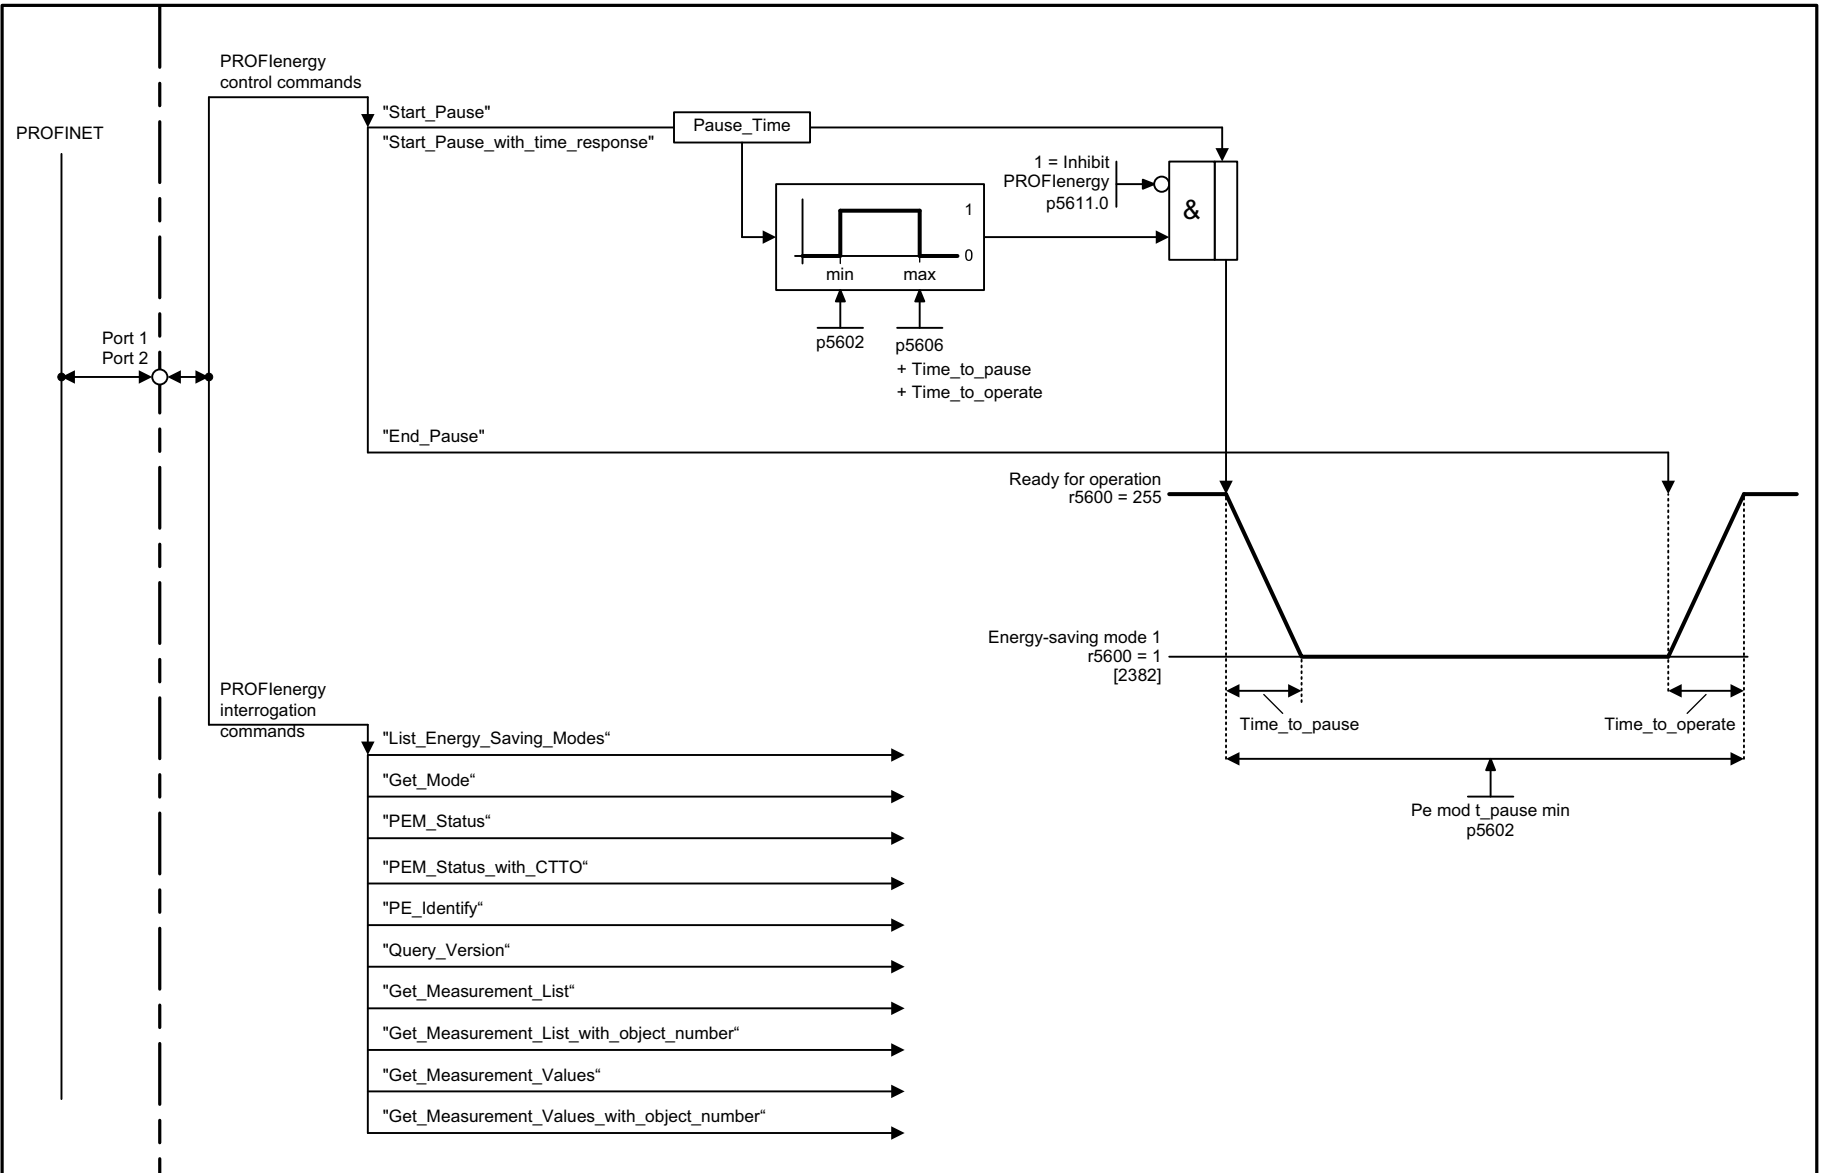 PROFINET
Port 1
Port 2
PROFIenergy
control commands
"Start_Pause"
"Start_Pause_with_time_response"
Pause_Time
1 = Inhibit
PROFIenergy
p5611.0
&
1
0
min
max
p5602
p5606
+ Time_to_pause
+ Time_to_operate
"End_Pause"
Ready for operation
r5600 = 255
Energy-saving mode 1
r5600 = 1
[2382]
Time_to_pause
Time_to_operate
Pe mod t_pause min
p5602
PROFIenergy
interrogation
commands
"List_Energy_Saving_Modes“
"Get_Mode“
"PEM_Status“
"PEM_Status_with_CTTO“
"PE_Identify“
"Query_Version“
"Get_Measurement_List“
"Get_Measurement_List_with_object_number“
"Get_Measurement_Values“
"Get_Measurement_Values_with_object_number“